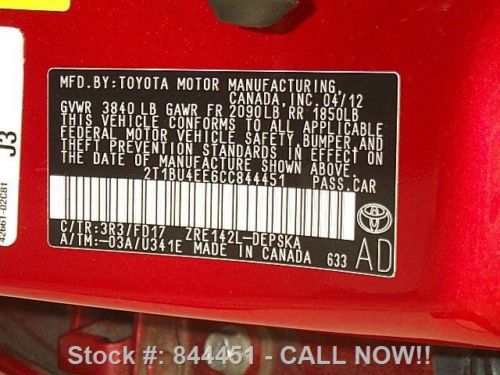 MFD.BY:TOYOTA MOTOR MANUFACTURING,
CANADA,INC. 04/12
GVWR 3840 LB GAWR FR 2090LB RR 1850LB
THIS VEHICLE CONFORMS TO ALL APPLICABLE
FEDERAL MOTOR VEHICLE SAFETY, BUMPER, AND
THEFT PREVENTION STANDARDS IN EFFECT ON
THE DATE OF MANUFACTURE SHOWN ABOVE.
2T1BU4EE6CC844451 PASS.CAR
C/TR:3R3/FD17 ZRE142L-DEPSKA
A/TM:-03A/U341E MADE IN CANADA 633
AD
J3
42661-02C81
Stock #: 844451 - CALL NOW!!